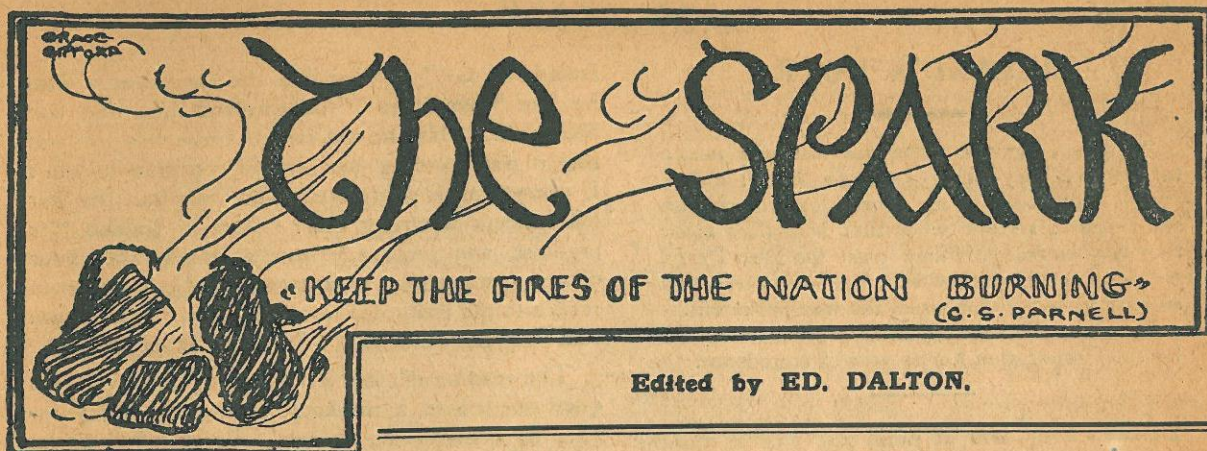 GRACE
GIFFORD
The SPARK
"KEEP THE FIRES OF THE NATION BURNING"
(C. S. PARNELL)
Edited by ED. DALTON.